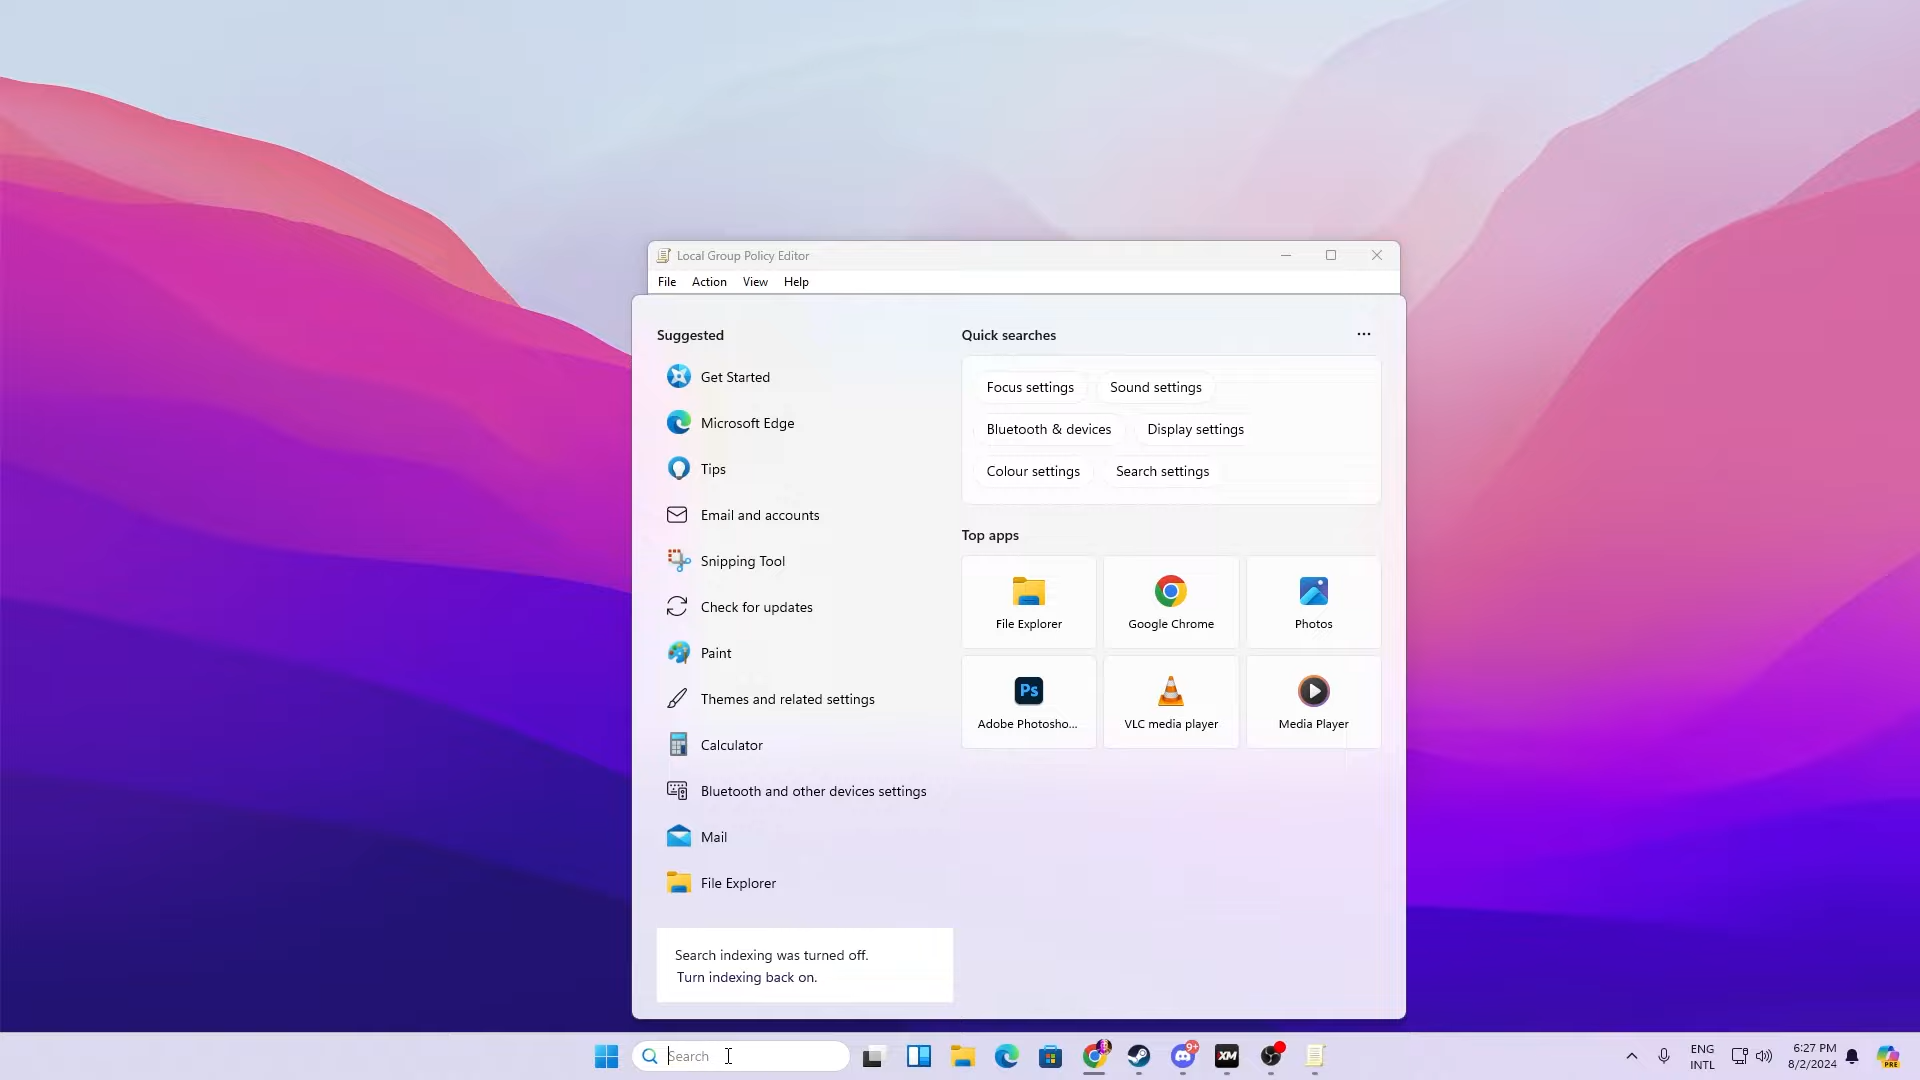 Local Group Policy Editor
File Action View Help
Suggested
Get Started
Microsoft Edge
Tips
Email and accounts
Snipping Tool
Check for updates
Paint
Themes and related settings
Calculator
Bluetooth and other devices settings
Mail
File Explorer
Search indexing was turned off.
Turn indexing back on.
Quick searches
Focus settings Sound settings
Bluetooth & devices Display settings
Colour settings Search settings
Top apps
File Explorer Google Chrome Photos
Ps
Adobe Photosho... VLC media player Media Player
Search
9+
XM
ENG
INTL
6:27 PM
8/2/2024
PRE